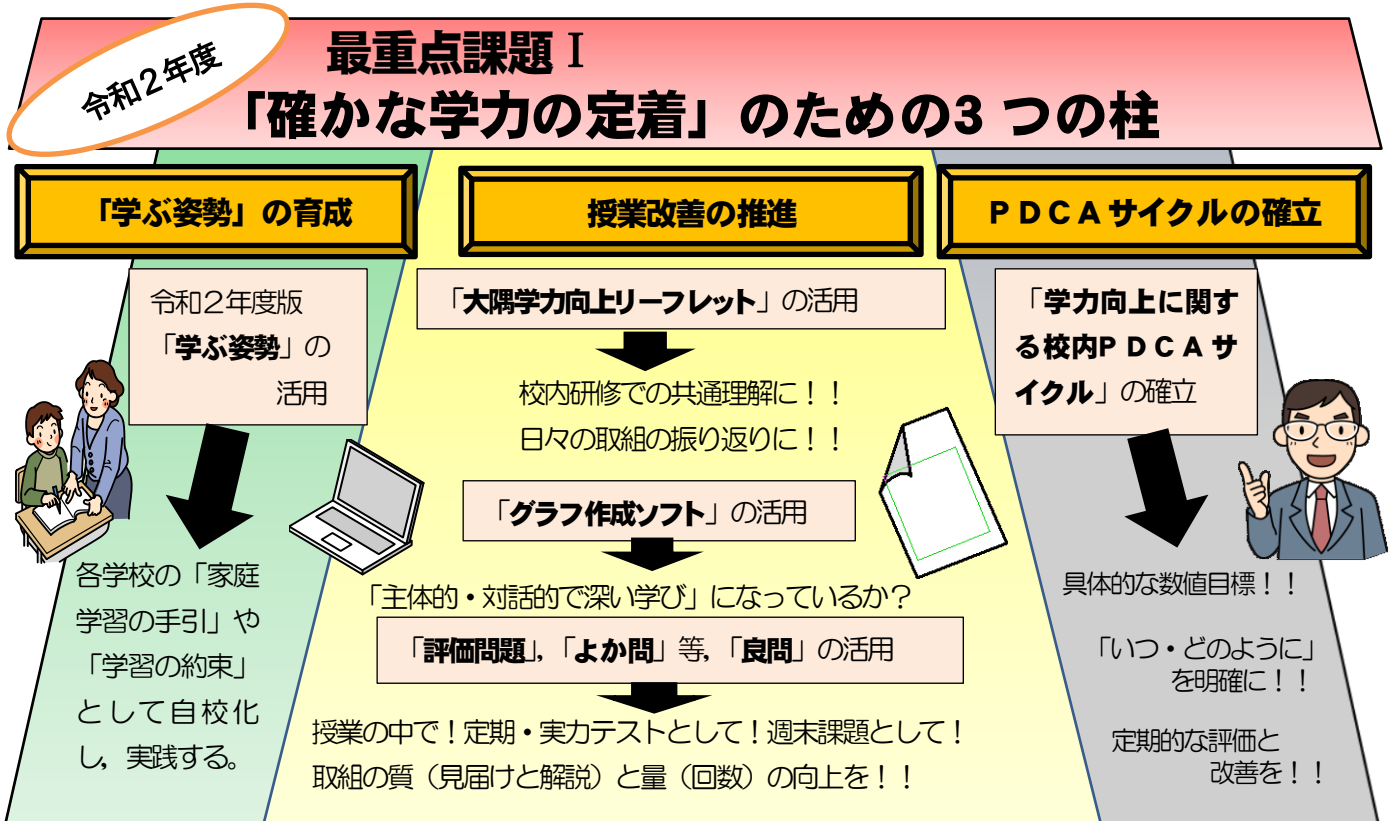 令和２年度
最重点課題Ⅰ
「確かな学力の定着」のための3 つの柱
「学ぶ姿勢」の育成
令和２年度版
「学ぶ姿勢」の
活用
各学校の「家庭
学習の手引」や
「学習の約束」
として自校化
し，実践する。
授業改善の推進
「大隅学力向上リーフレット」の活用
校内研修での共通理解に！！
日々の取組の振り返りに！！
「グラフ作成ソフト」の活用
「主体的・対話的で深い学び」になっているか？
「評価問題」，「よか問」等，「良問」の活用
授業の中で！定期・実力テストとして！週末課題として！
取組の質（見届けと解説）と量（回数）の向上を！！
ＰＤＣＡサイクルの確立
「学力向上に関す
る校内ＰＤＣＡサ
イクル」の確立
具体的な数値目標！！
「いつ・どのように」
を明確に！！
定期的な評価と
改善を！！